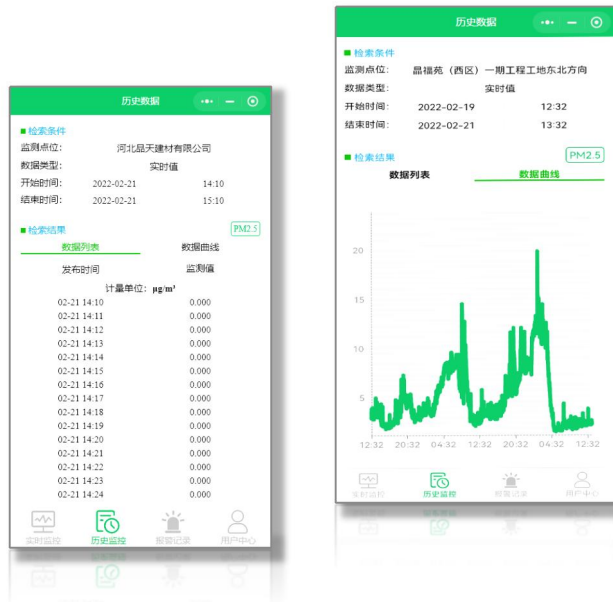 历史数据
检索条件
监测点位： 河北品天建材有限公司
数据类型： 实时值
开始时间： 2022-02-21 14:10
结束时间： 2022-02-21 15:10
检索结果 PM2.5
数据列表 数据曲线
发布时间 监测值
计量单位：μg/m³
02-21 14:10 0.000
02-21 14:11 0.000
02-21 14:12 0.000
02-21 14:13 0.000
02-21 14:14 0.000
02-21 14:15 0.000
02-21 14:16 0.000
02-21 14:17 0.000
02-21 14:18 0.000
02-21 14:19 0.000
02-21 14:20 0.000
02-21 14:21 0.000
02-21 14:22 0.000
02-21 14:23 0.000
02-21 14:24 0.000
实时监控 历史监控 报警记录 用户中心
历史数据
检索条件
监测点位： 晶福苑（西区）一期工程工地东北方向
数据类型： 实时值
开始时间： 2022-02-19 12:32
结束时间： 2022-02-21 13:32
检索结果 PM2.5
数据列表 数据曲线
20
15
10
5
12:32 20:32 04:32 12:32 20:32 04:32 12:32
实时监控 历史监控 报警记录 用户中心